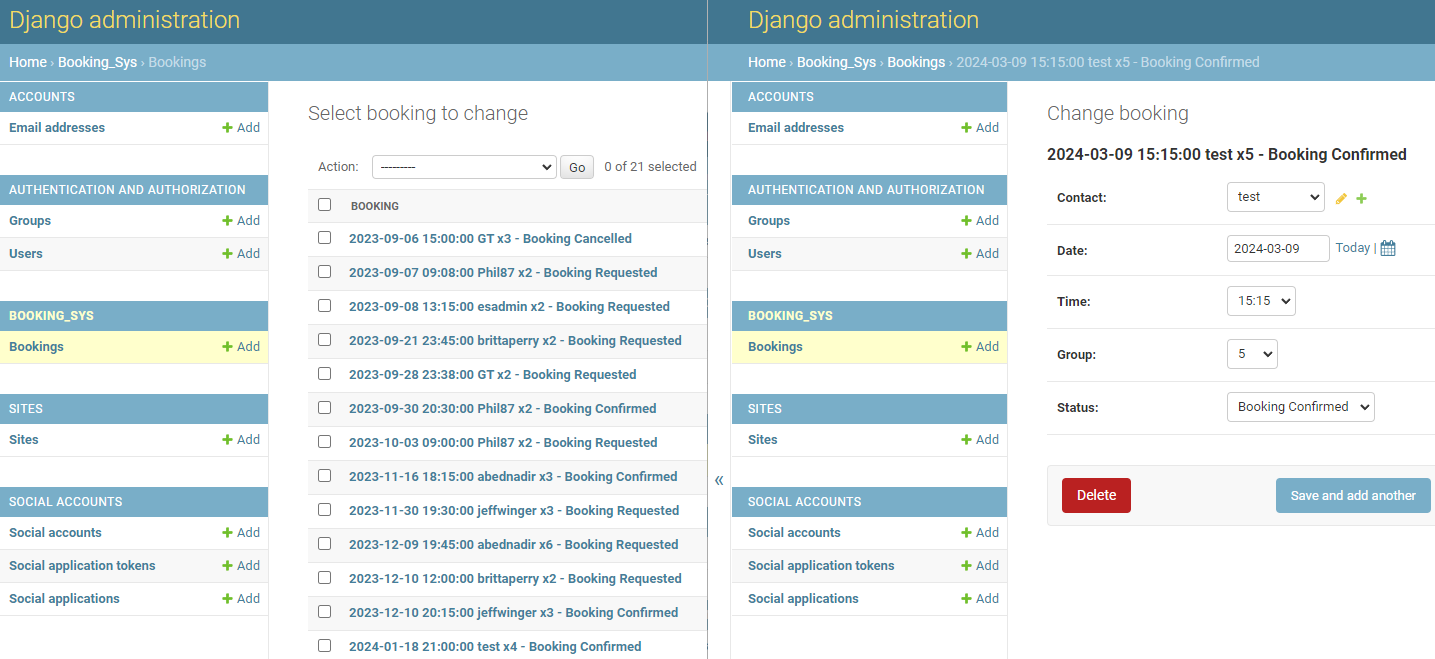 Django administration
Home › Booking_Sys › Bookings
ACCOUNTS
Email addresses + Add
AUTHENTICATION AND AUTHORIZATION
Groups + Add
Users + Add
BOOKING_SYS
Bookings + Add
SITES
Sites + Add
SOCIAL ACCOUNTS
Social accounts + Add
Social application tokens + Add
Social applications + Add
Select booking to change
Action: --------- Go 0 of 21 selected
BOOKING
2023-09-06 15:00:00 GT x3 - Booking Cancelled
2023-09-07 09:08:00 Phil87 x2 - Booking Requested
2023-09-08 13:15:00 esadmin x2 - Booking Requested
2023-09-21 23:45:00 brittaperry x2 - Booking Requested
2023-09-28 23:38:00 GT x2 - Booking Requested
2023-09-30 20:30:00 Phil87 x2 - Booking Confirmed
2023-10-03 09:00:00 Phil87 x2 - Booking Requested
2023-11-16 18:15:00 abednadir x3 - Booking Confirmed
2023-11-30 19:30:00 jeffwinger x3 - Booking Requested
2023-12-09 19:45:00 abednadir x6 - Booking Requested
2023-12-10 12:00:00 brittaperry x2 - Booking Requested
2023-12-10 20:15:00 jeffwinger x3 - Booking Confirmed
2024-01-18 21:00:00 test x4 - Booking Confirmed
«
Django administration
Home › Booking_Sys › Bookings › 2024-03-09 15:15:00 test x5 - Booking Confirmed
ACCOUNTS
Email addresses + Add
AUTHENTICATION AND AUTHORIZATION
Groups + Add
Users + Add
BOOKING_SYS
Bookings + Add
SITES
Sites + Add
SOCIAL ACCOUNTS
Social accounts + Add
Social application tokens + Add
Social applications + Add
Change booking
2024-03-09 15:15:00 test x5 - Booking Confirmed
Contact: test
Date: 2024-03-09 Today |
Time: 15:15
Group: 5
Status: Booking Confirmed
Delete Save and add another